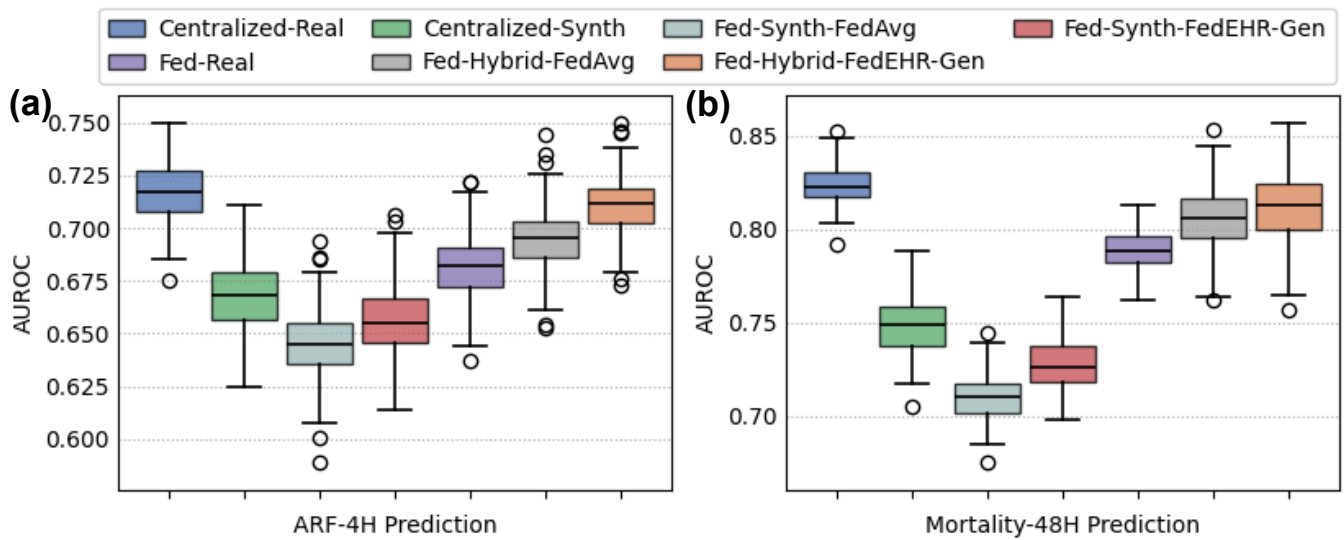 Centralized-Real Centralized-Synth Fed-Synth-FedAvg Fed-Synth-FedEHR-Gen
Fed-Real Fed-Hybrid-FedAvg Fed-Hybrid-FedEHR-Gen
(a)
0.750
0.725
0.700
0.675
0.650
0.625
0.600
AUROC
ARF-4H Prediction
(b)
0.85
0.80
0.75
0.70
AUROC
Mortality-48H Prediction